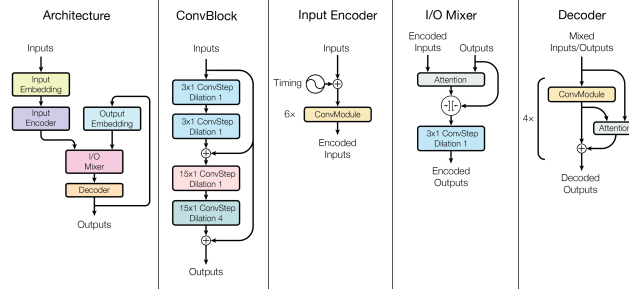 Architecture
Inputs
Input
Embedding
Input
Encoder
Output
Embedding
I/O
Mixer
Decoder
Outputs
ConvBlock
Inputs
3x1 ConvStep
Dilation 1
3x1 ConvStep
Dilation 1
15x1 ConvStep
Dilation 1
15x1 ConvStep
Dilation 4
Outputs
Input Encoder
Inputs
Timing
6×
ConvModule
Encoded
Inputs
I/O Mixer
Encoded
Inputs
Outputs
Attention
-][-
3x1 ConvStep
Dilation 1
Encoded
Outputs
Decoder
Mixed
Inputs/Outputs
4×
ConvModule
Attention
Decoded
Outputs